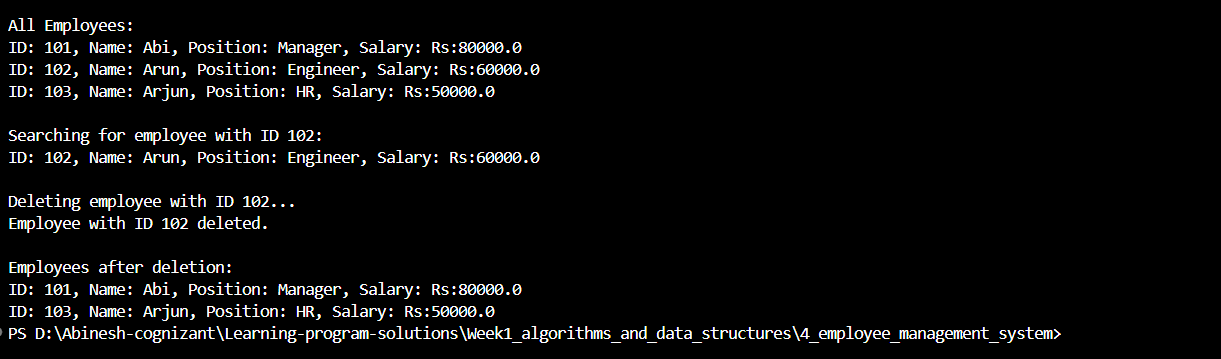 All Employees:
ID: 101, Name: Abi, Position: Manager, Salary: Rs:80000.0
ID: 102, Name: Arun, Position: Engineer, Salary: Rs:60000.0
ID: 103, Name: Arjun, Position: HR, Salary: Rs:50000.0
Searching for employee with ID 102:
ID: 102, Name: Arun, Position: Engineer, Salary: Rs:60000.0
Deleting employee with ID 102...
Employee with ID 102 deleted.
Employees after deletion:
ID: 101, Name: Abi, Position: Manager, Salary: Rs:80000.0
ID: 103, Name: Arjun, Position: HR, Salary: Rs:50000.0
PS D:\Abinesh-cognizant\Learning-program-solutions\Week1_algorithms_and_data_structures\4_employee_management_system>